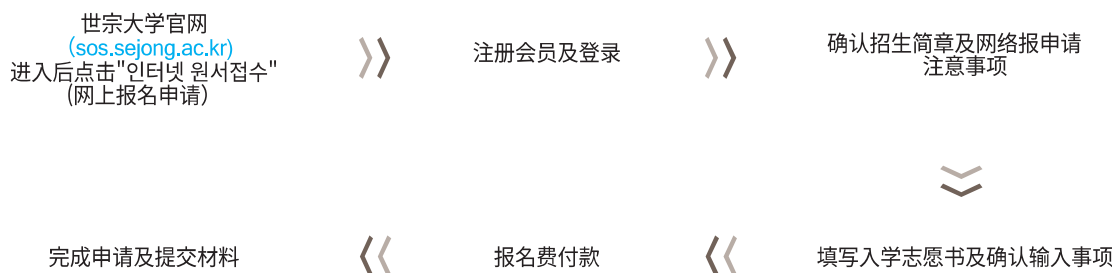 世宗大学官网
（sos.sejong.ac.kr)
进入后点击"인터넷 원서접수"
(网上报名申请）
注册会员及登录
确认招生简章及网络报申请
注意事项
填写入学志愿书及确认输入事项
报名费付款
完成申请及提交材料